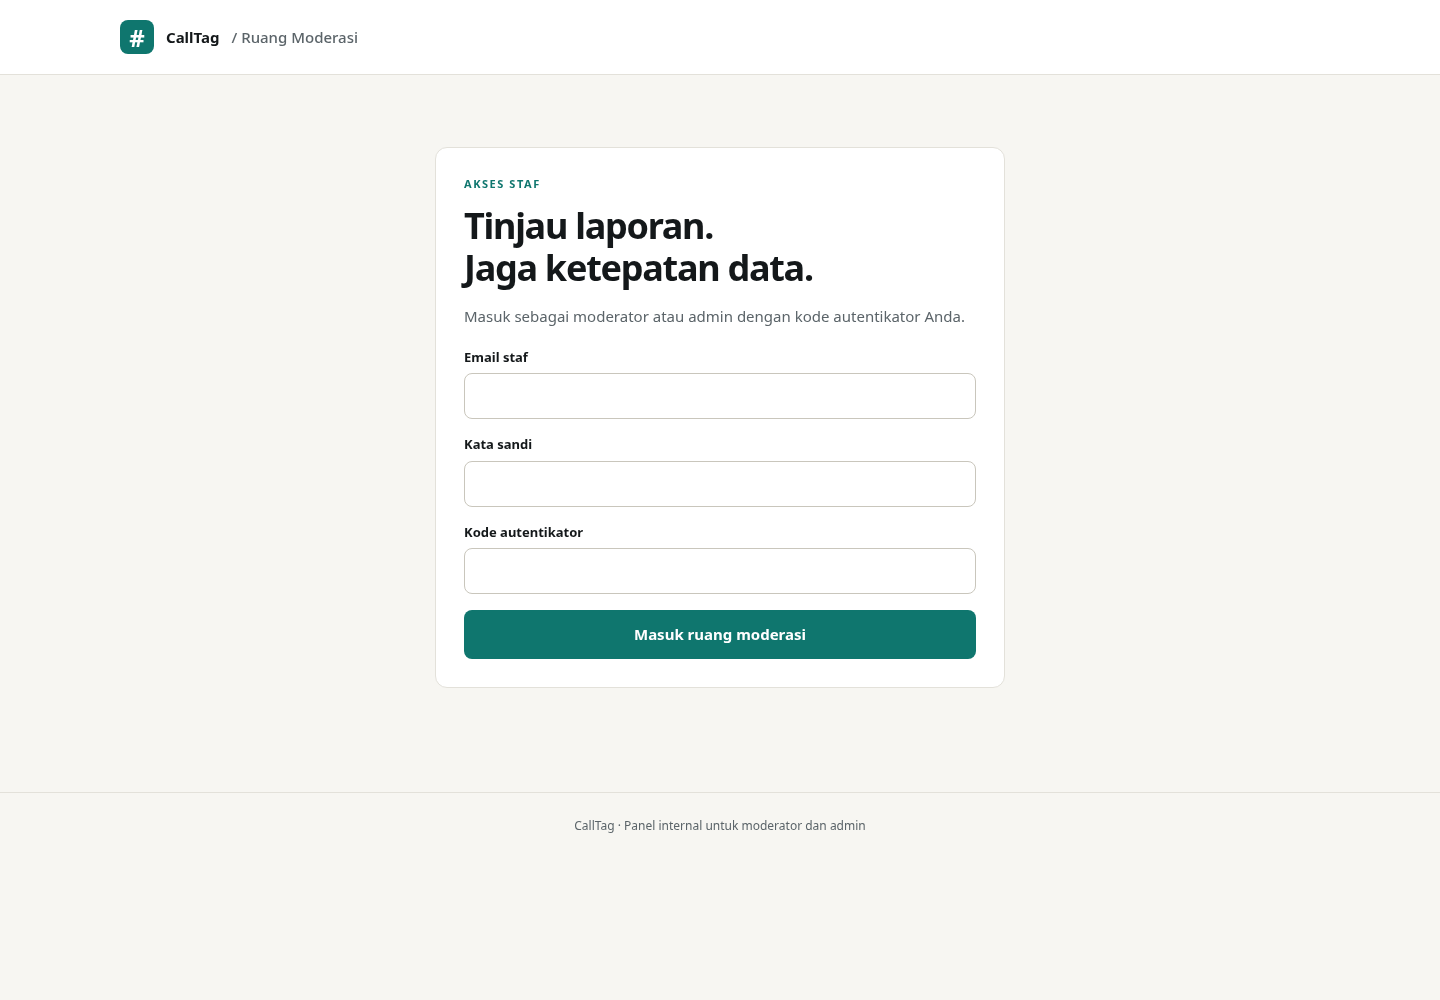 # CallTag / Ruang Moderasi
AKSES STAF
Tinjau laporan.
Jaga ketepatan data.
Masuk sebagai moderator atau admin dengan kode autentikator Anda.
Email staf
Kata sandi
Kode autentikator
Masuk ruang moderasi
CallTag · Panel internal untuk moderator dan admin